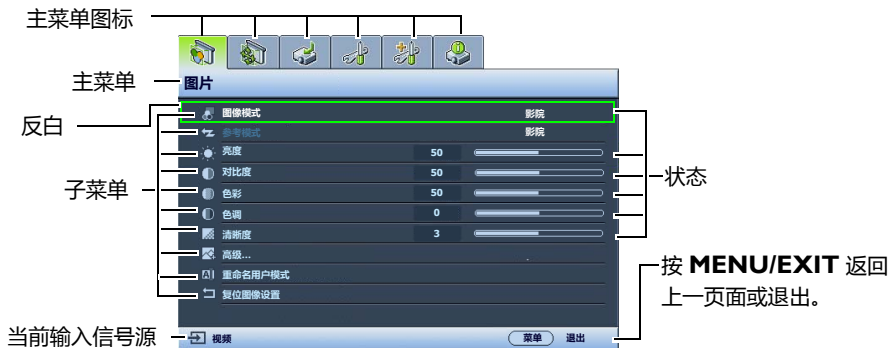 主菜单图标
主菜单
图片
反白
图像模式 影院
参考模式 影院
亮度 50
对比度 50
子菜单
状态
色彩 50
色调 0
清晰度 3
高级...
重命名用户模式
复位图像设置
按 MENU/EXIT 返回
上一页面或退出。
当前输入信号源
视频
菜单 退出